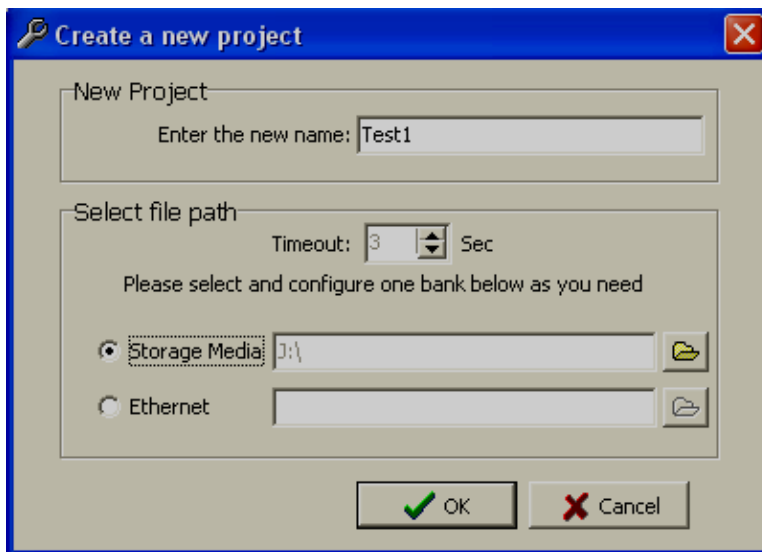 Create a new project
New Project
Enter the new name: Test1
Select file path
Timeout: 3 Sec
Please select and configure one bank below as you need
Storage Media J:\
Ethernet
OK Cancel